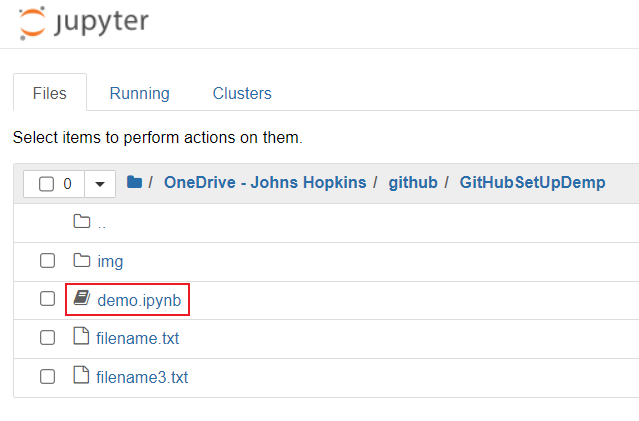 jupyter
Files Running Clusters
Select items to perform actions on them.
0 / OneDrive - Johns Hopkins / github / GitHubSetUpDemp
..
img
demo.ipynb
filename.txt
filename3.txt